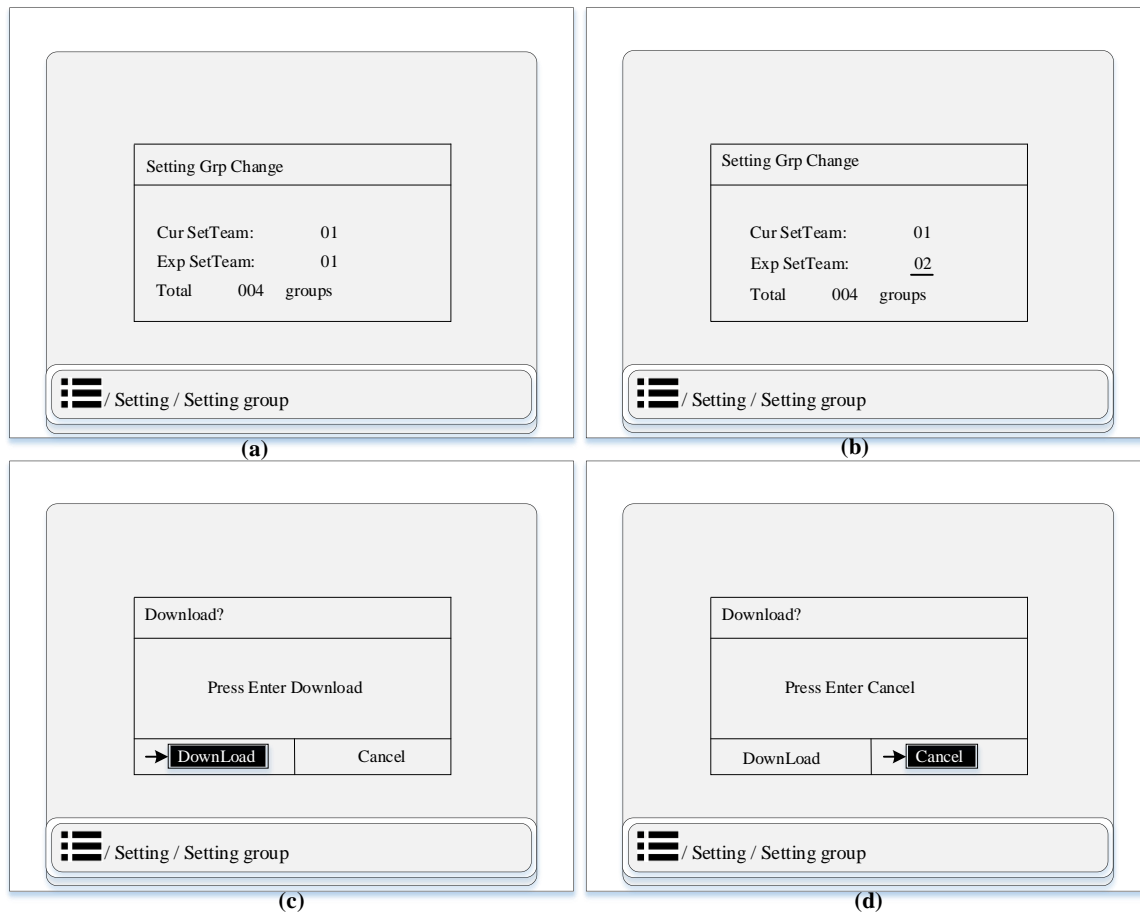 Setting Grp Change
Cur SetTeam: 01
Exp SetTeam: 01
Total 004 groups
/ Setting / Setting group
(a)
Setting Grp Change
Cur SetTeam: 01
Exp SetTeam: 02
Total 004 groups
/ Setting / Setting group
(b)
Download?
Press Enter Download
DownLoad Cancel
/ Setting / Setting group
(c)
Download?
Press Enter Cancel
DownLoad Cancel
/ Setting / Setting group
(d)